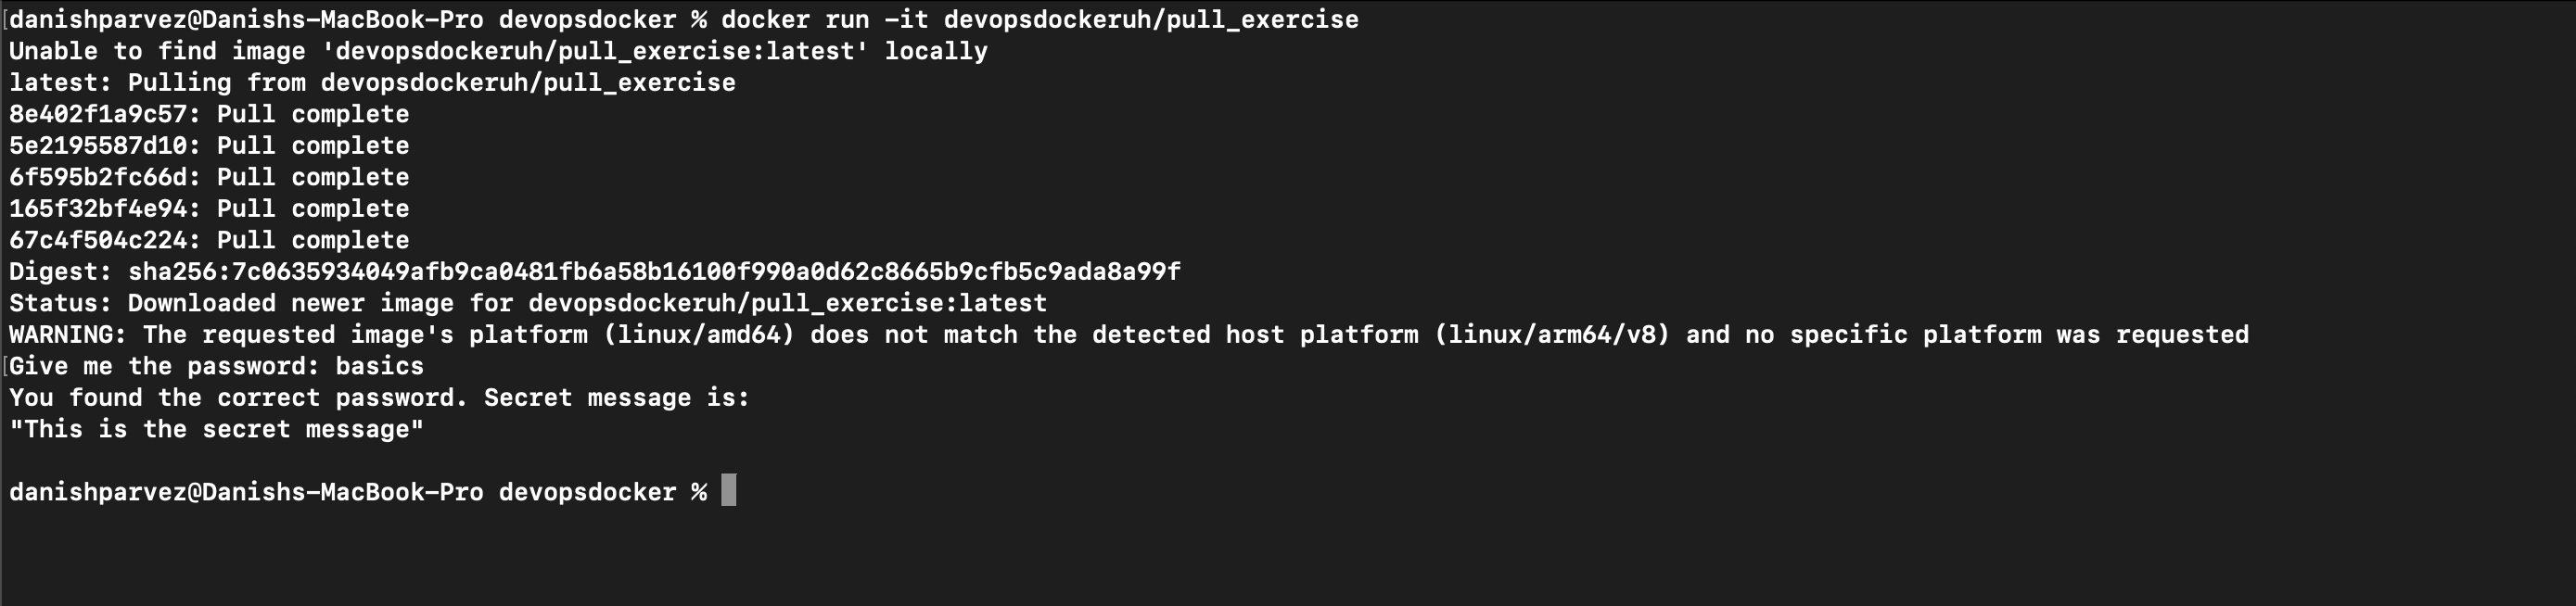 [danishparvez@Danishs-MacBook-Pro devopsdocker % docker run -it devopsdockeruh/pull_exercise
Unable to find image 'devopsdockeruh/pull_exercise:latest' locally
latest: Pulling from devopsdockeruh/pull_exercise
8e402f1a9c57: Pull complete
5e2195587d10: Pull complete
6f595b2fc66d: Pull complete
165f32bf4e94: Pull complete
67c4f504c224: Pull complete
Digest: sha256:7c0635934049afb9ca0481fb6a58b16100f990a0d62c8665b9cfb5c9ada8a99f
Status: Downloaded newer image for devopsdockeruh/pull_exercise:latest
WARNING: The requested image's platform (linux/amd64) does not match the detected host platform (linux/arm64/v8) and no specific platform was requested
[Give me the password: basics
You found the correct password. Secret message is:
"This is the secret message"
danishparvez@Danishs-MacBook-Pro devopsdocker %